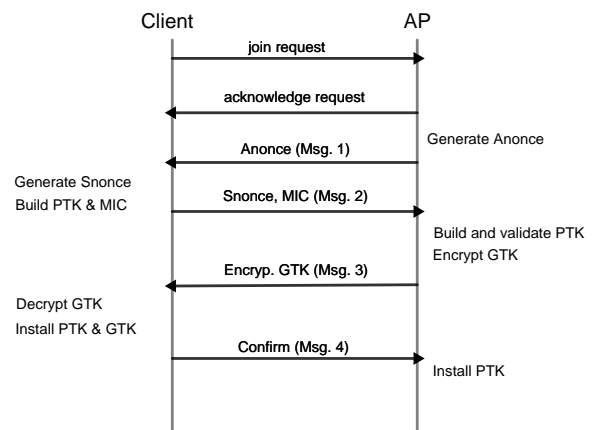 Client
AP
join request
acknowledge request
Generate Anonce
Anonce (Msg. 1)
Generate Snonce
Build PTK & MIC
Snonce, MIC (Msg. 2)
Build and validate PTK
Encrypt GTK
Encryp. GTK (Msg. 3)
Decrypt GTK
Install PTK & GTK
Confirm (Msg. 4)
Install PTK